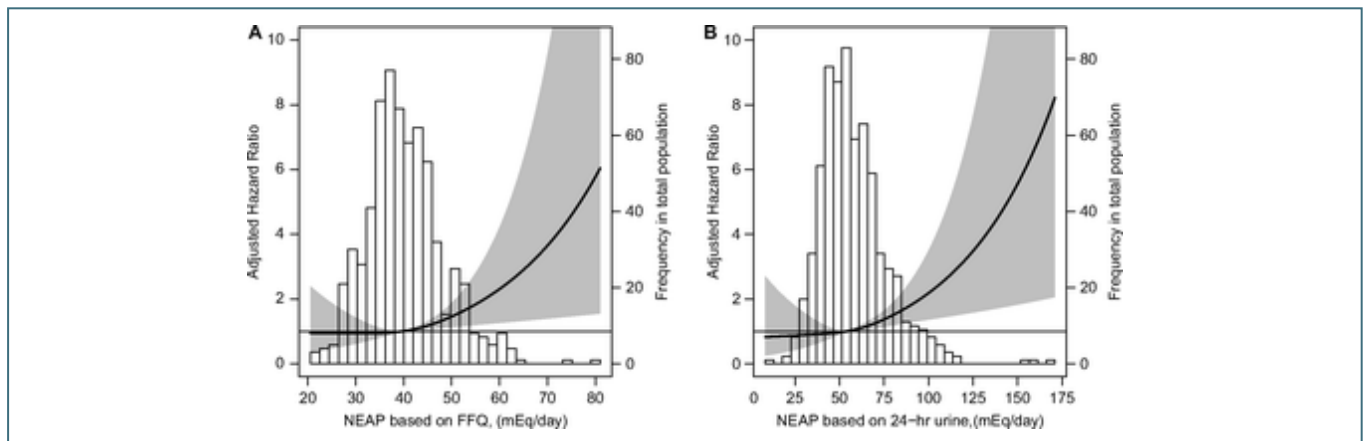 A
10
8
6
4
2
0
Adjusted Hazard Ratio
80
60
40
20
0
Frequency in total population
20 30 40 50 60 70 80
NEAP based on FFQ, (mEq/day)
B
10
8
6
4
2
0
Adjusted Hazard Ratio
80
60
40
20
0
Frequency in total population
0 25 50 75 100 125 150 175
NEAP based on 24-hr urine,(mEq/day)